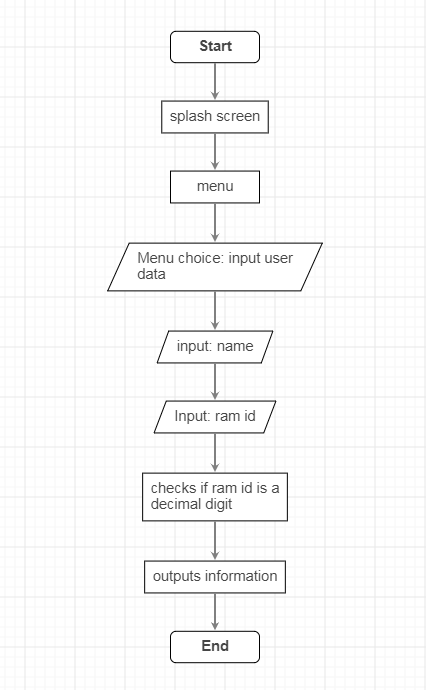 Start
splash screen
menu
Menu choice: input user
data
input: name
Input: ram id
checks if ram id is a
decimal digit
outputs information
End